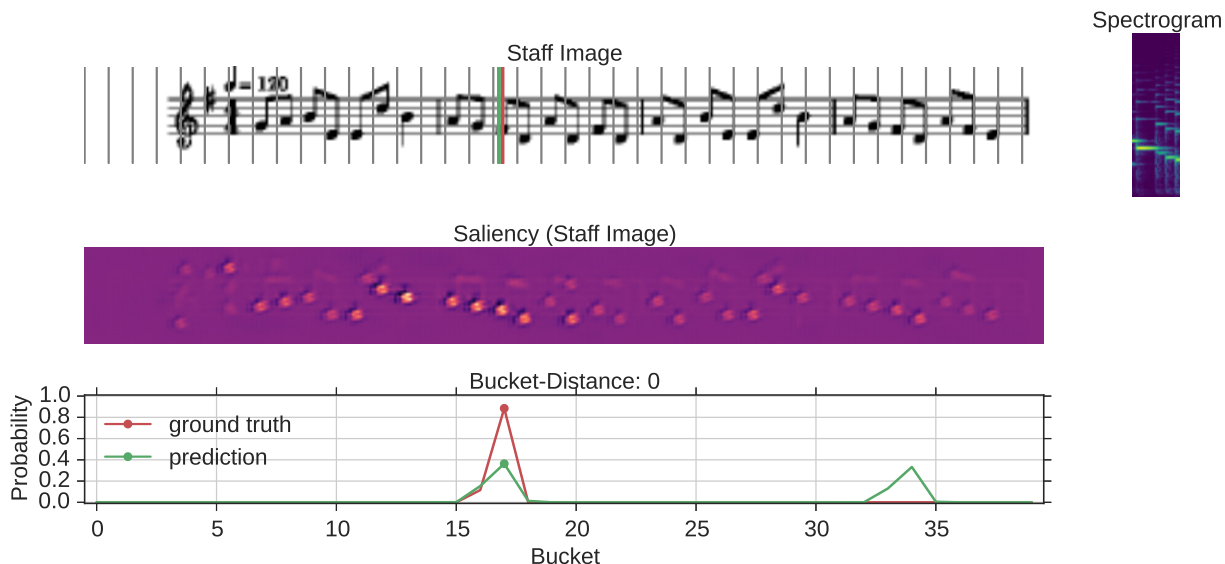 Spectrogram
Staff Image
= 120
Saliency (Staff Image)
Bucket-Distance: 0
Probability
1.0
0.8
0.6
0.4
0.2
0.0
ground truth
prediction
0 5 10 15 20 25 30 35
Bucket